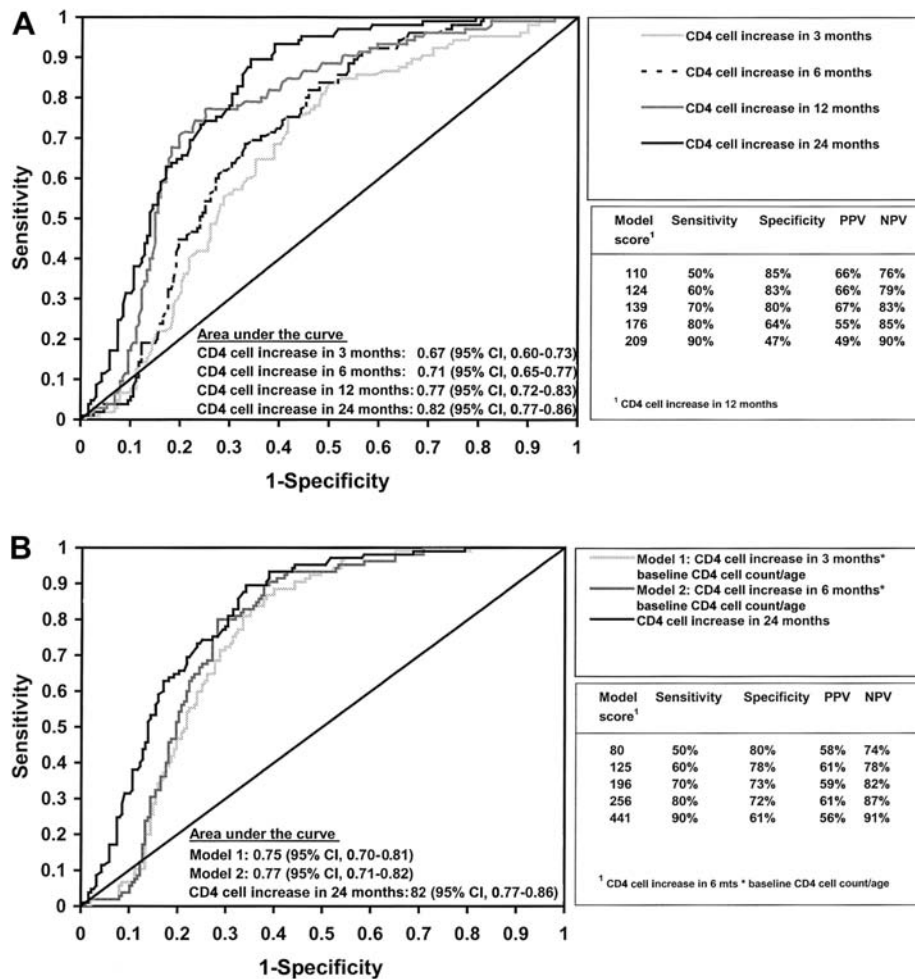 A
1
0.9
0.8
0.7
0.6
0.5
0.4
0.3
0.2
0.1
0
Sensitivity
0 0.1 0.2 0.3 0.4 0.5 0.6 0.7 0.8 0.9 1
1-Specificity
Area under the curve
CD4 cell increase in 3 months: 0.67 (95% CI, 0.60-0.73)
CD4 cell increase in 6 months: 0.71 (95% CI, 0.65-0.77)
CD4 cell increase in 12 months: 0.77 (95% CI, 0.72-0.83)
CD4 cell increase in 24 months: 0.82 (95% CI, 0.77-0.86)
CD4 cell increase in 3 months
CD4 cell increase in 6 months
CD4 cell increase in 12 months
CD4 cell increase in 24 months
Model Sensitivity Specificity PPV NPV
score1
110 50% 85% 66% 76%
124 60% 83% 66% 79%
139 70% 80% 67% 83%
176 80% 64% 55% 85%
209 90% 47% 49% 90%
1 CD4 cell increase in 12 months
B
1
0.9
0.8
0.7
0.6
0.5
0.4
0.3
0.2
0.1
0
Sensitivity
0 0.1 0.2 0.3 0.4 0.5 0.6 0.7 0.8 0.9 1
1-Specificity
Area under the curve
Model 1: 0.75 (95% CI, 0.70-0.81)
Model 2: 0.77 (95% CI, 0.71-0.82)
CD4 cell increase in 24 months:82 (95% CI, 0.77-0.86)
Model 1: CD4 cell increase in 3 months*
baseline CD4 cell count/age
Model 2: CD4 cell increase in 6 months*
baseline CD4 cell count/age
CD4 cell increase in 24 months
Model Sensitivity Specificity PPV NPV
score1
80 50% 80% 58% 74%
125 60% 78% 61% 78%
196 70% 73% 59% 82%
256 80% 72% 61% 87%
441 90% 61% 56% 91%
1 CD4 cell increase in 6 mts * baseline CD4 cell count/age